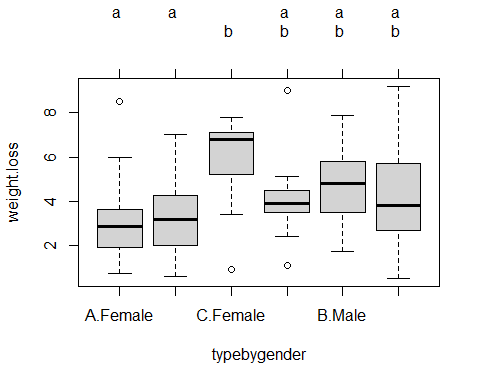 a a a a a
b b b b
weight.loss
8
6
4
2
A.Female C.Female B.Male
typebygender